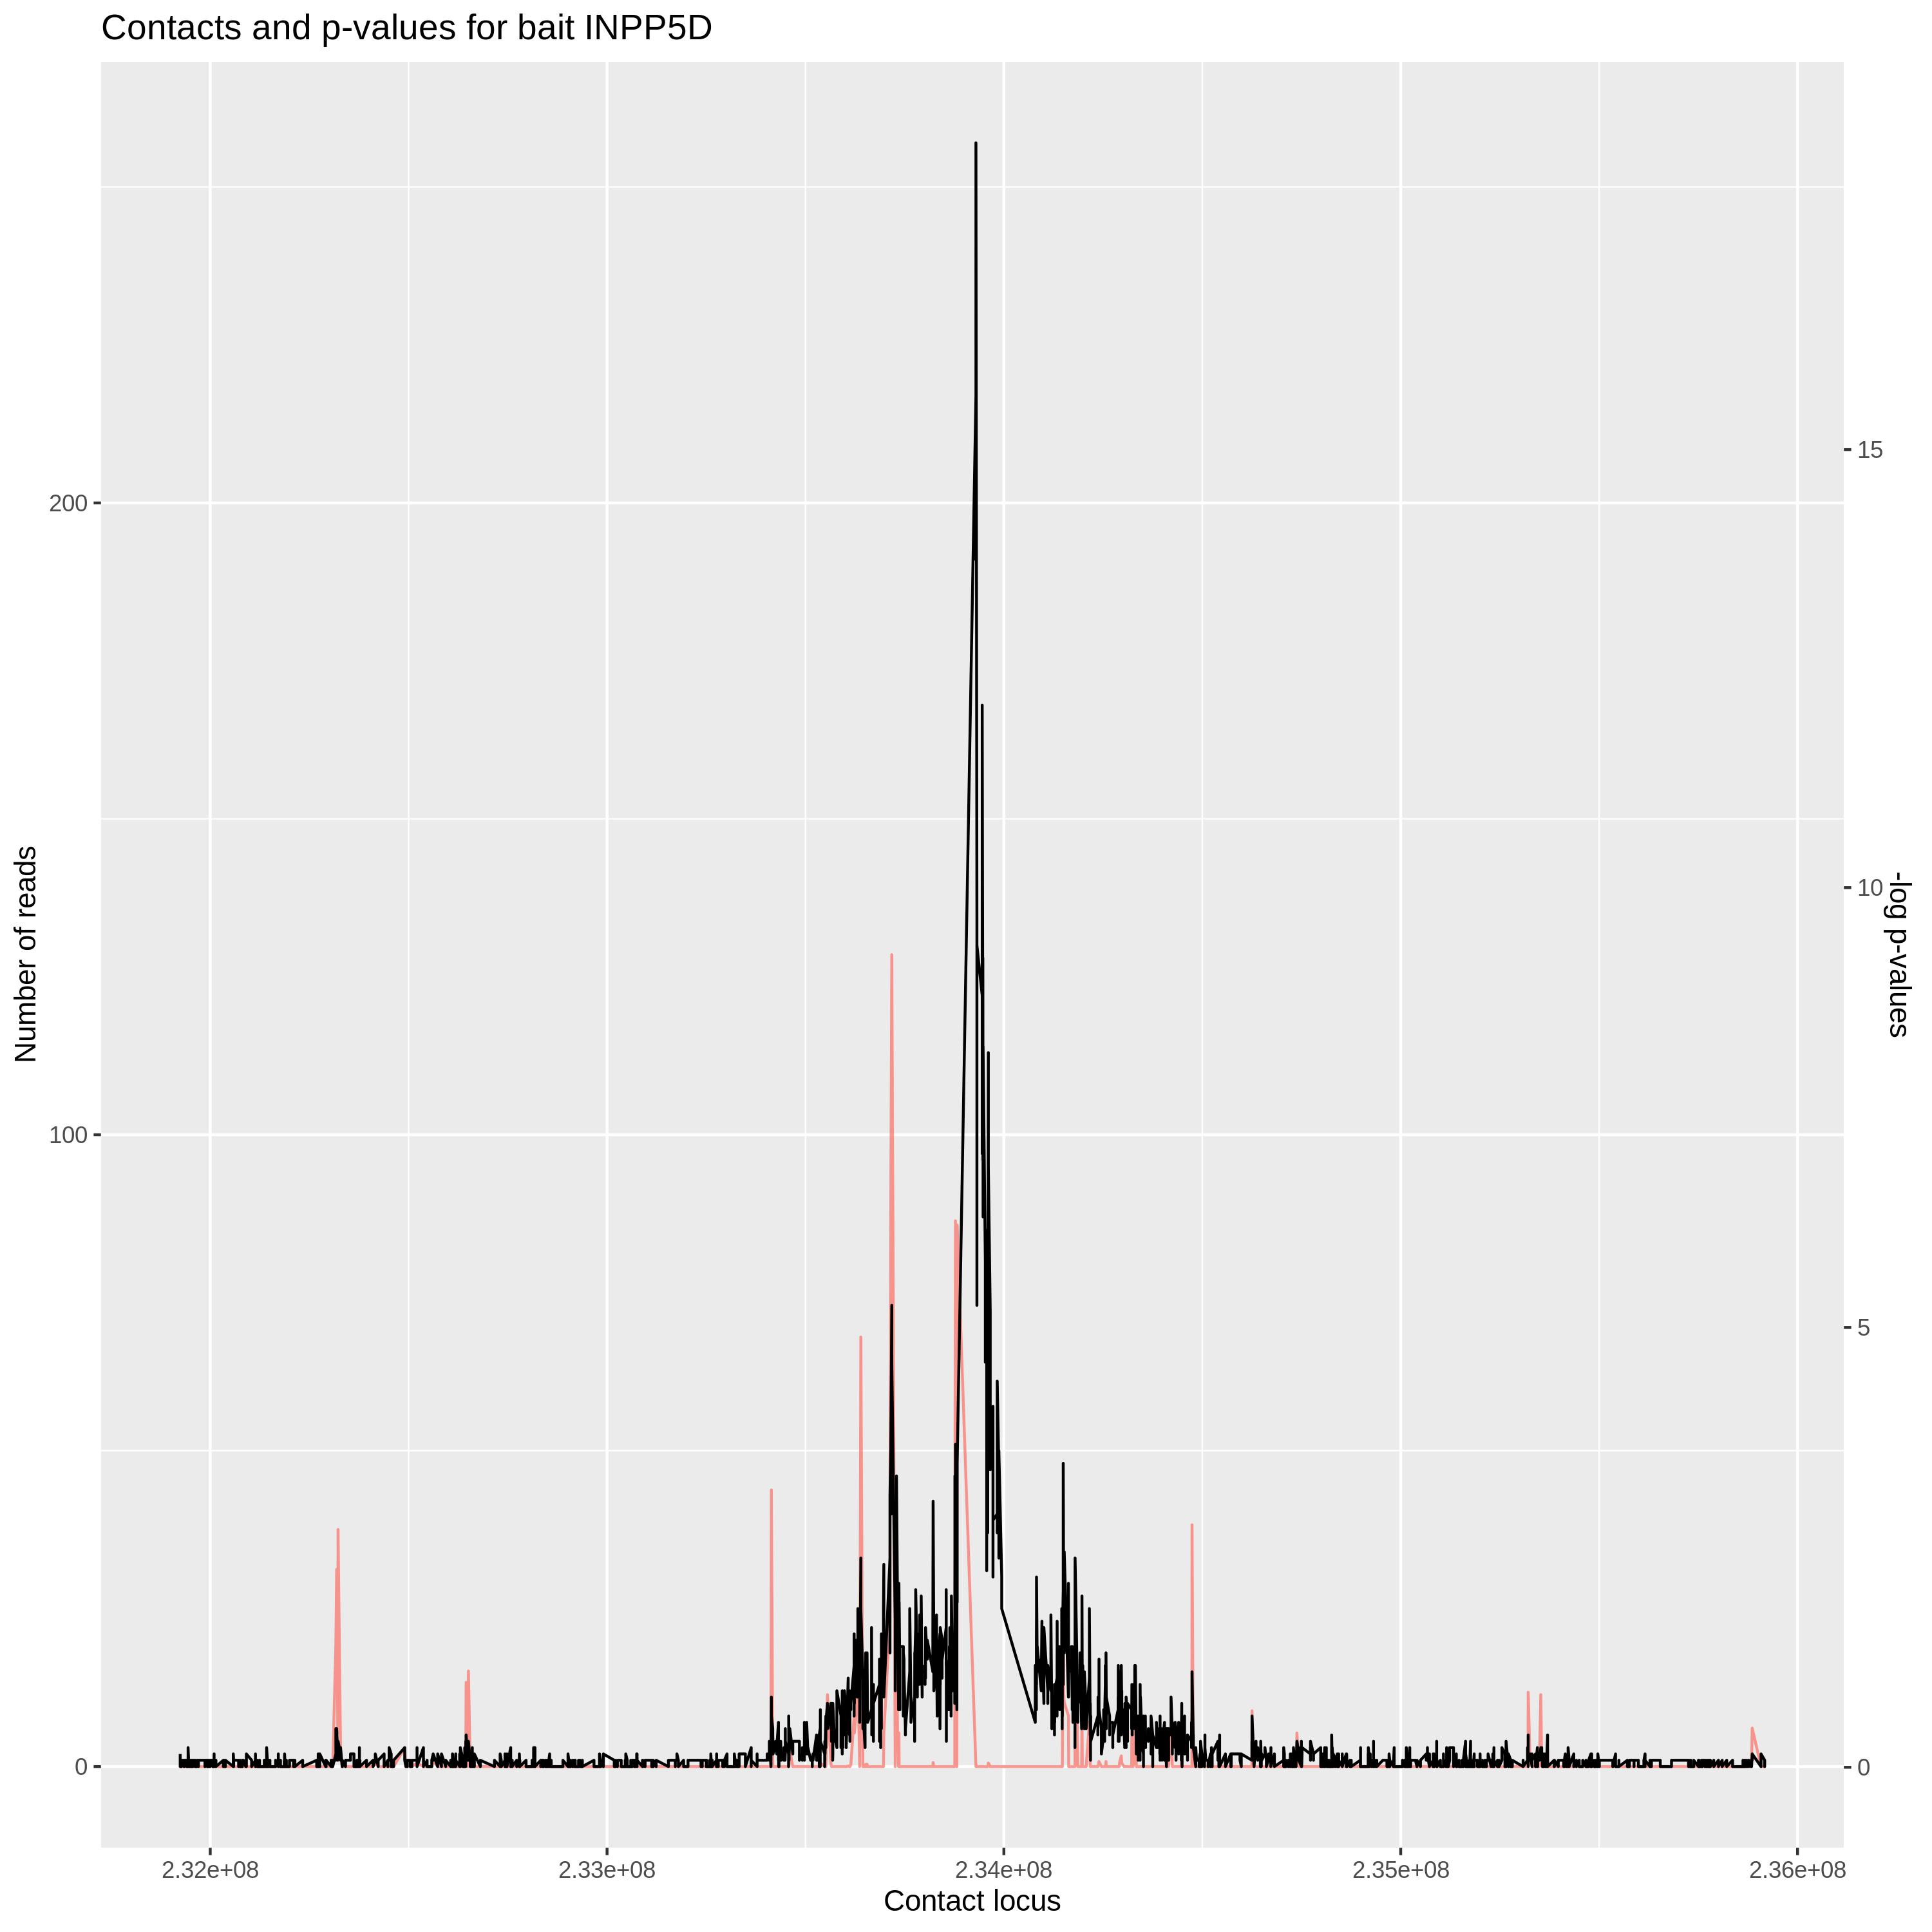 Contacts and p-values for bait INPP5D
Number of reads
200
100
0
15
10
5
0
-log p-values
2.32e+08
2.33e+08
2.34e+08
2.35e+08
2.36e+08
Contact locus